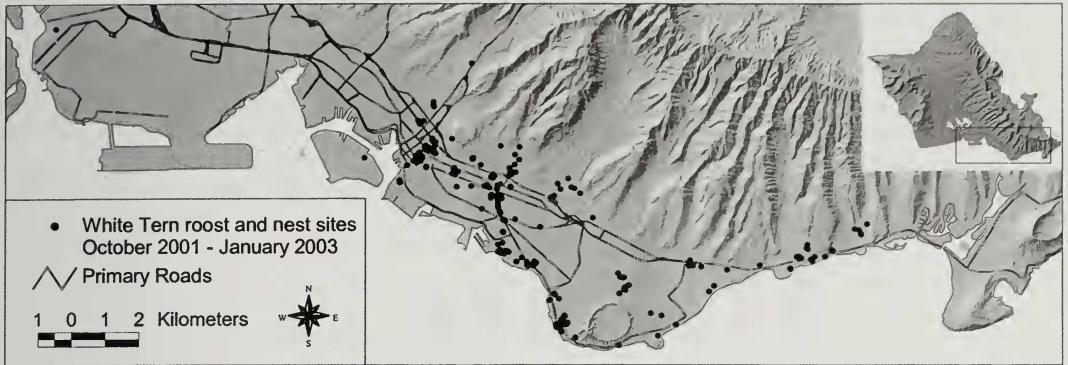 White Tern roost and nest sites
October 2001 - January 2003
Primary Roads
1 0 1 2 Kilometers
N
W E
S